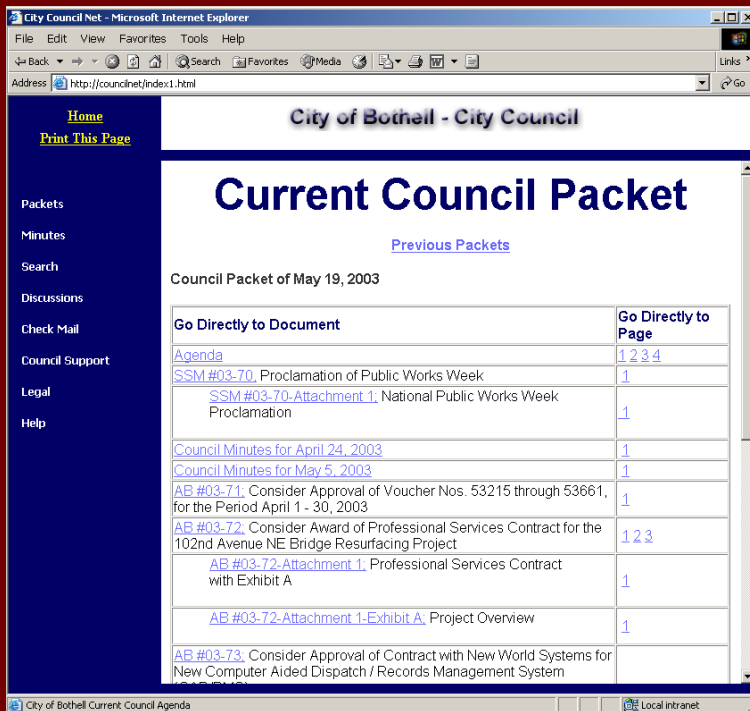 City Council Net - Microsoft Internet Explorer
File Edit View Favorites Tools Help
Back Search Favorites Media Links
Address http://councilnet/index1.html Go
Home
Print This Page
City of Bothell - City Council
Packets
Minutes
Search
Discussions
Check Mail
Council Support
Legal
Help
Current Council Packet
Previous Packets
Council Packet of May 19, 2003
Go Directly to Document Go Directly to
Page
Agenda 1 2 3 4
SSM #03-70, Proclamation of Public Works Week 1
SSM #03-70-Attachment 1; National Public Works Week
Proclamation 1
Council Minutes for April 24, 2003 1
Council Minutes for May 5, 2003 1
AB #03-71; Consider Approval of Voucher Nos. 53215 through 53661,
for the Period April 1 - 30, 2003 1
AB #03-72; Consider Award of Professional Services Contract for the
102nd Avenue NE Bridge Resurfacing Project 1 2 3
AB #03-72-Attachment 1; Professional Services Contract
with Exhibit A 1
AB #03-72-Attachment 1-Exhibit A; Project Overview 1
AB #03-73; Consider Approval of Contract with New World Systems for
New Computer Aided Dispatch / Records Management System
City of Bothell Current Council Agenda Local intranet